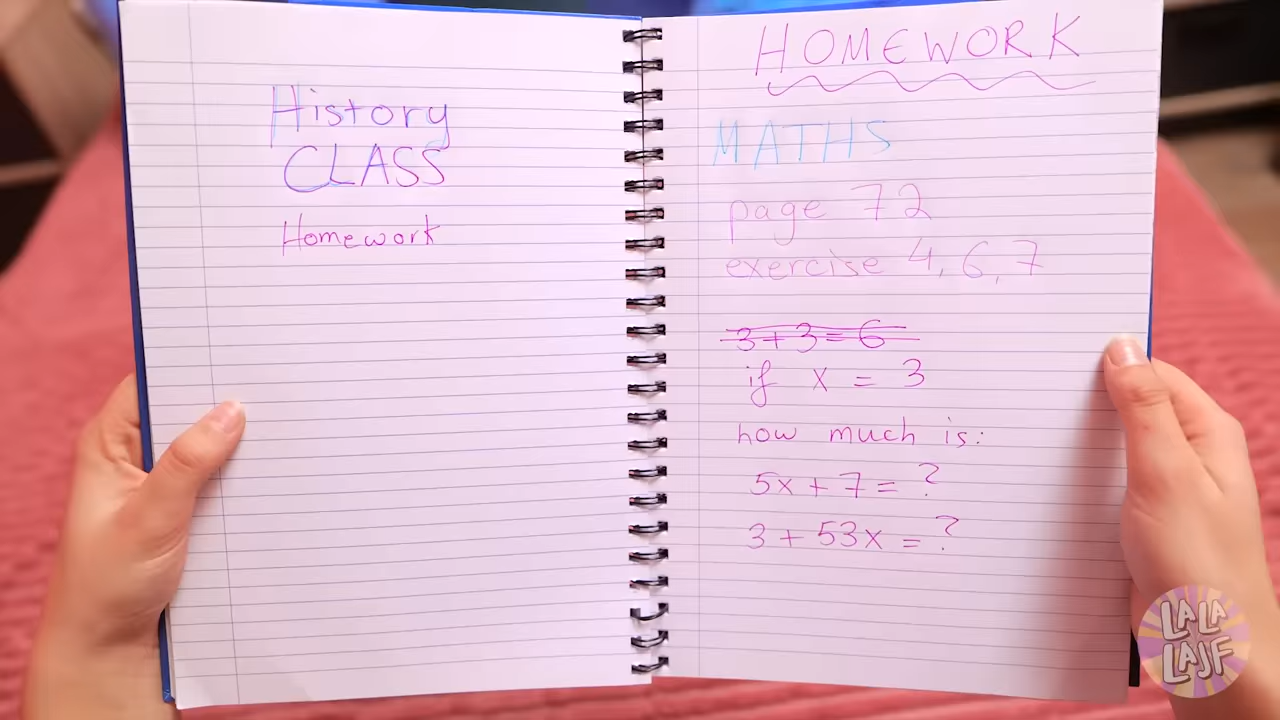 History
CLASS
Homework
HOMEWORK
MATHS
page 72
exercise 4, 6, 7
3+3=6
if x = 3
how much is:
5x+7=?
3+53x=?
LALA
LAJF